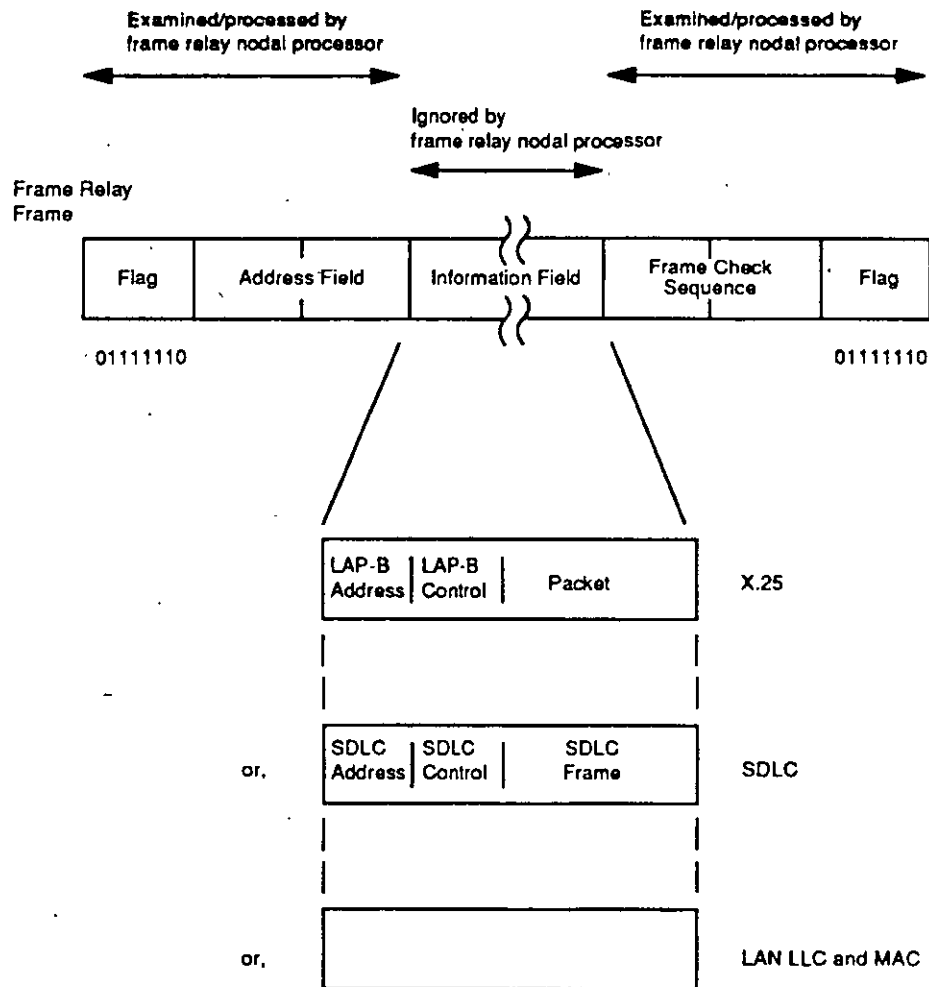 Examined/processed by
frame relay nodal processor
Examined/processed by
frame relay nodal processor
Ignored by
frame relay nodal processor
Frame Relay
Frame
Flag
Address Field
Information Field
Frame Check
Sequence
Flag
01111110
01111110
LAP-B
Address
LAP-B
Control
Packet
X.25
or,
SDLC
Address
SDLC
Control
SDLC
Frame
SDLC
or,
LAN LLC and MAC